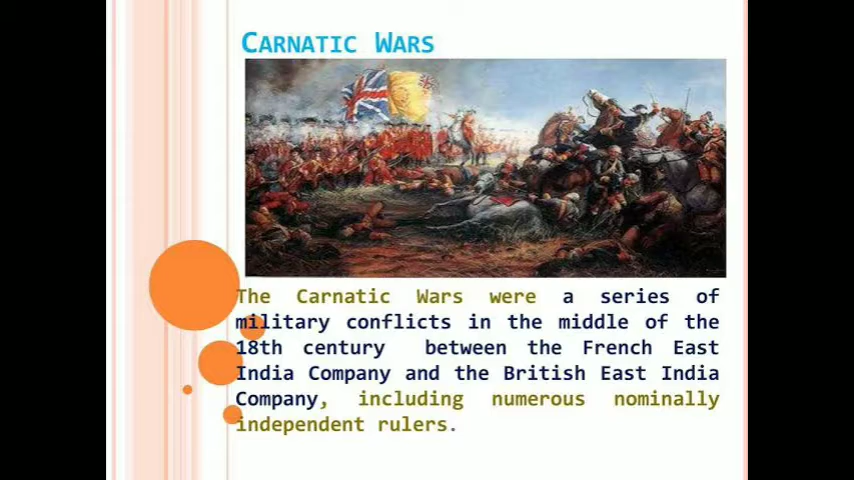 CARNATIC WARS
The Carnatic Wars were a series of
military conflicts in the middle of the
18th century between the French East
India Company and the British East India
Company, including numerous nominally
independent rulers.